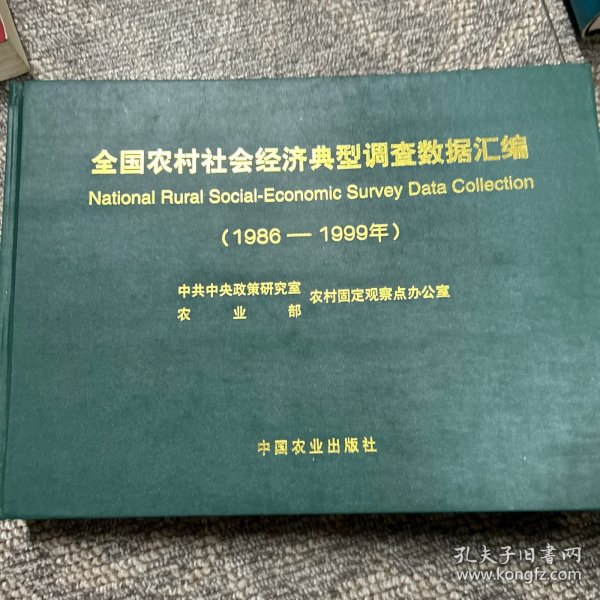 全国农村社会经济典型调查数据汇编
National Rural Social-Economic Survey Data Collection
(1986 — 1999年)
中共中央政策研究室
农业部 农村固定观察点办公室
中国农业出版社
孔夫子旧书网
www.kongfz.com